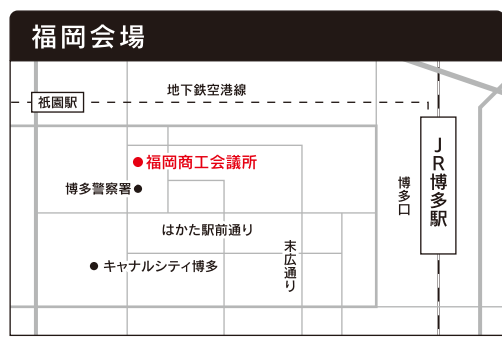 福岡会場
地下鉄空港線
祇園駅
JR博多駅
福岡商工会議所
博多口
博多警察署
はかた駅前通り
末広通り
キャナルシティ博多